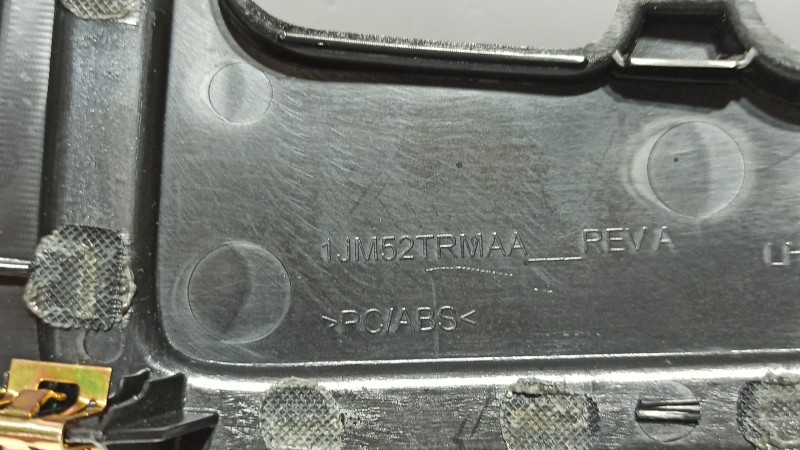 1JM52TRMAA___REV A
>PC/ABS<